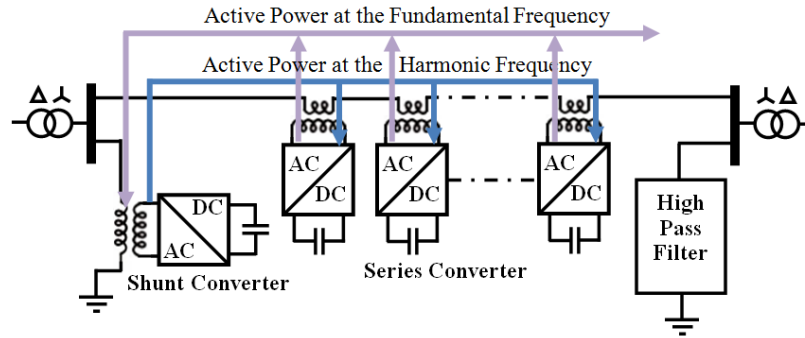 Active Power at the Fundamental Frequency
Active Power at the Harmonic Frequency
Δ
Δ
AC
DC
AC
DC
AC
DC
DC
AC
High
Pass
Filter
Shunt Converter
Series Converter